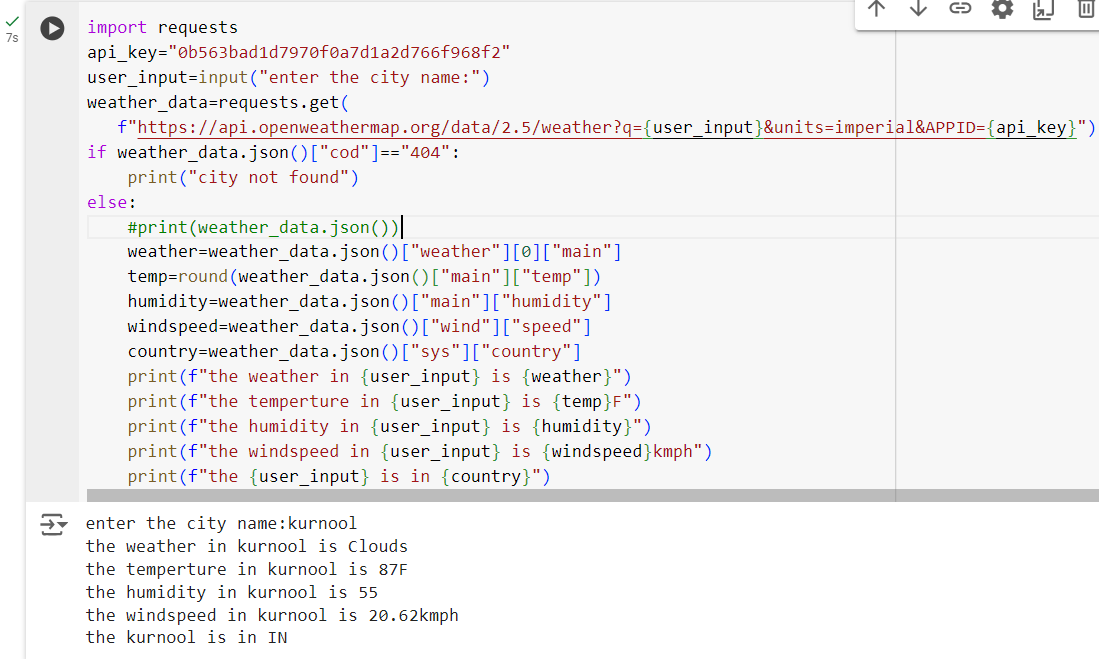 7s
import requests
api_key="0b563bad1d7970f0a7d1a2d766f968f2"
user_input=input("enter the city name:")
weather_data=requests.get(
   f"https://api.openweathermap.org/data/2.5/weather?q={user_input}&units=imperial&APPID={api_key}")
if weather_data.json()["cod"]=="404":
    print("city not found")
else:
    #print(weather_data.json())
    weather=weather_data.json()["weather"][0]["main"]
    temp=round(weather_data.json()["main"]["temp"])
    humidity=weather_data.json()["main"]["humidity"]
    windspeed=weather_data.json()["wind"]["speed"]
    country=weather_data.json()["sys"]["country"]
    print(f"the weather in {user_input} is {weather}")
    print(f"the temperture in {user_input} is {temp}F")
    print(f"the humidity in {user_input} is {humidity}")
    print(f"the windspeed in {user_input} is {windspeed}kmph")
    print(f"the {user_input} is in {country}")
enter the city name:kurnool
the weather in kurnool is Clouds
the temperture in kurnool is 87F
the humidity in kurnool is 55
the windspeed in kurnool is 20.62kmph
the kurnool is in IN